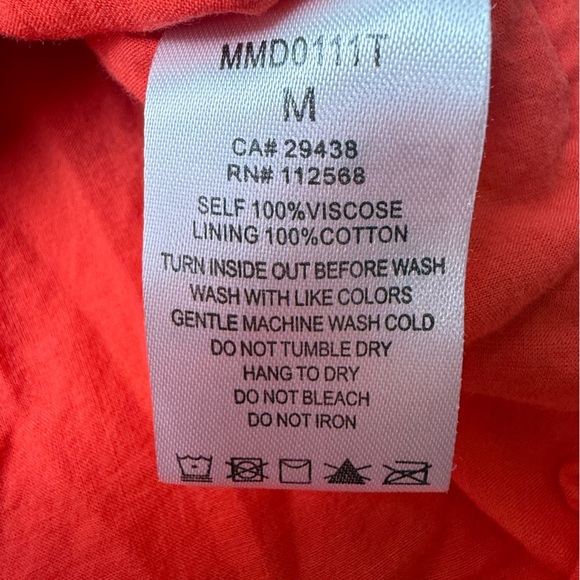 MMD0111T
M
CA# 29438
RN# 112568
SELF 100%VISCOSE
LINING 100%COTTON
TURN INSIDE OUT BEFORE WASH
WASH WITH LIKE COLORS
GENTLE MACHINE WASH COLD
DO NOT TUMBLE DRY
HANG TO DRY
DO NOT BLEACH
DO NOT IRON